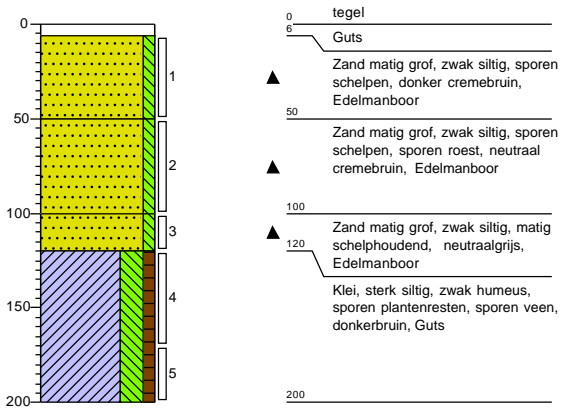 0
50
100
150
200
1
2
3
4
5
0
tegel
6
Guts
Zand matig grof, zwak siltig, sporen
schelpen, donker cremebruin,
Edelmanboor
50
Zand matig grof, zwak siltig, sporen
schelpen, sporen roest, neutraal
cremebruin, Edelmanboor
100
Zand matig grof, zwak siltig, matig
schelphoudend, neutraalgrijs,
Edelmanboor
120
Klei, sterk siltig, zwak humeus,
sporen plantenresten, sporen veen,
donkerbruin, Guts
200